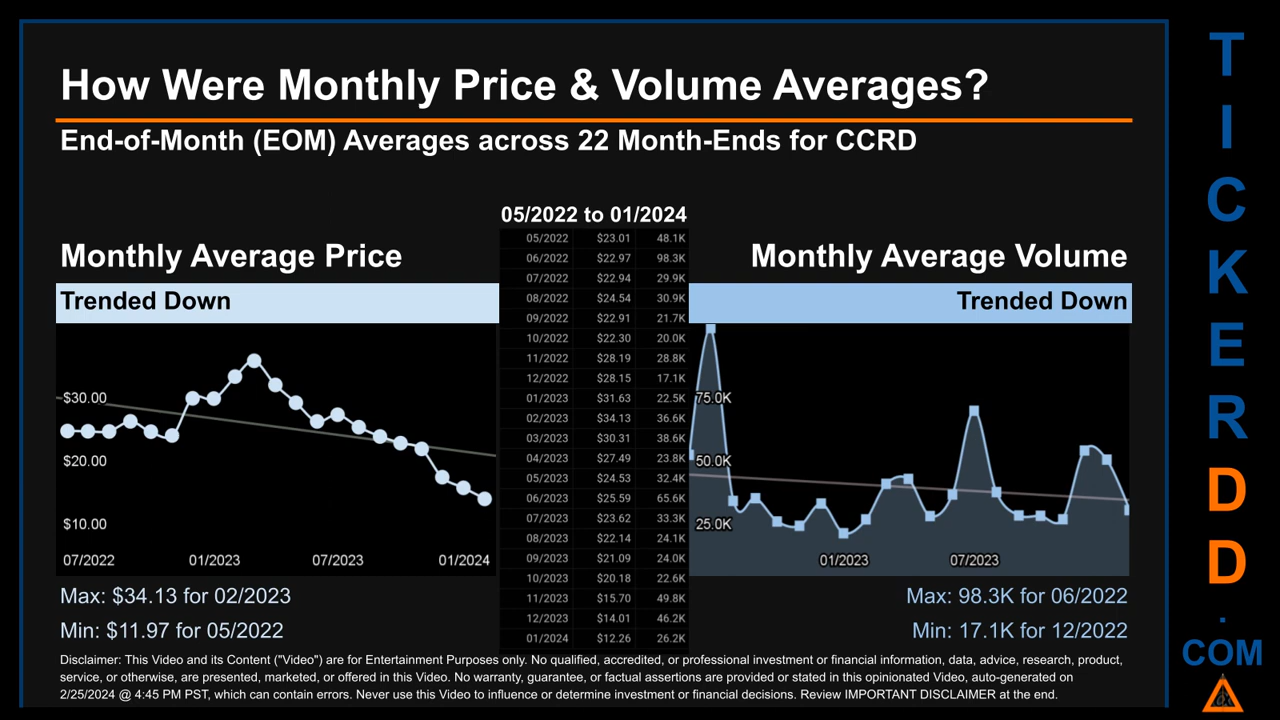 How Were Monthly Price & Volume Averages?
End-of-Month (EOM) Averages across 22 Month-Ends for CCRD
05/2022 to 01/2024
Monthly Average Price
Trended Down
$30.00
$20.00
$10.00
07/2022 01/2023 07/2023 01/2024
Max: $34.13 for 02/2023
Min: $11.97 for 05/2022
05/2022 $23.01 48.1K
06/2022 $22.97 98.3K
07/2022 $22.94 29.9K
08/2022 $24.54 30.9K
09/2022 $22.91 21.7K
10/2022 $22.30 20.0K
11/2022 $28.19 28.8K
12/2022 $28.15 17.1K
01/2023 $31.63 22.5K
02/2023 $34.13 36.6K
03/2023 $30.31 38.6K
04/2023 $27.49 23.8K
05/2023 $24.53 32.4K
06/2023 $25.59 65.6K
07/2023 $23.62 33.3K
08/2023 $22.14 24.1K
09/2023 $21.09 24.0K
10/2023 $20.18 22.6K
11/2023 $15.70 49.8K
12/2023 $14.01 46.2K
01/2024 $12.26 26.2K
Monthly Average Volume
Trended Down
75.0K
50.0K
25.0K
01/2023 07/2023
Max: 98.3K for 06/2022
Min: 17.1K for 12/2022
Disclaimer: This Video and its Content ("Video") are for Entertainment Purposes only. No qualified, accredited, or professional investment or financial information, data, advice, research, product,
service, or otherwise, are presented, marketed, or offered in this Video. No warranty, guarantee, or factual assertions are provided or stated in this opinionated Video, auto-generated on
2/25/2024 @ 4:45 PM PST, which can contain errors. Never use this Video to influence or determine investment or financial decisions. Review IMPORTANT DISCLAIMER at the end.
T
I
C
K
E
R
D
D
.
COM